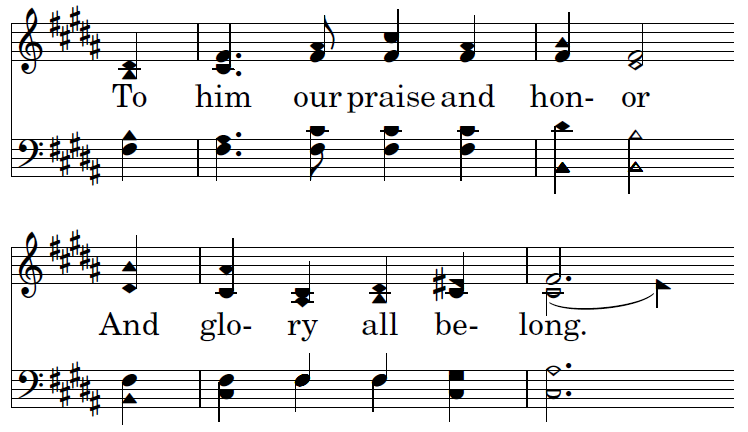 To him our praise and hon- or
And glo- ry all be- long.